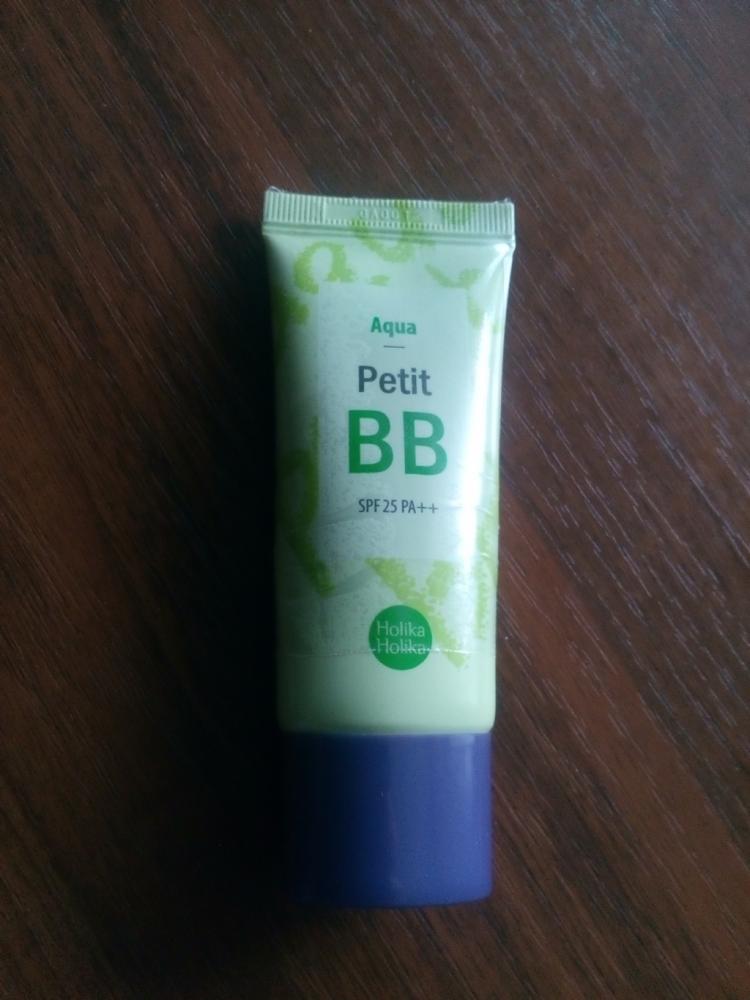 Aqua
Petit
BB
SPF 25 PA++
Holika
Holika